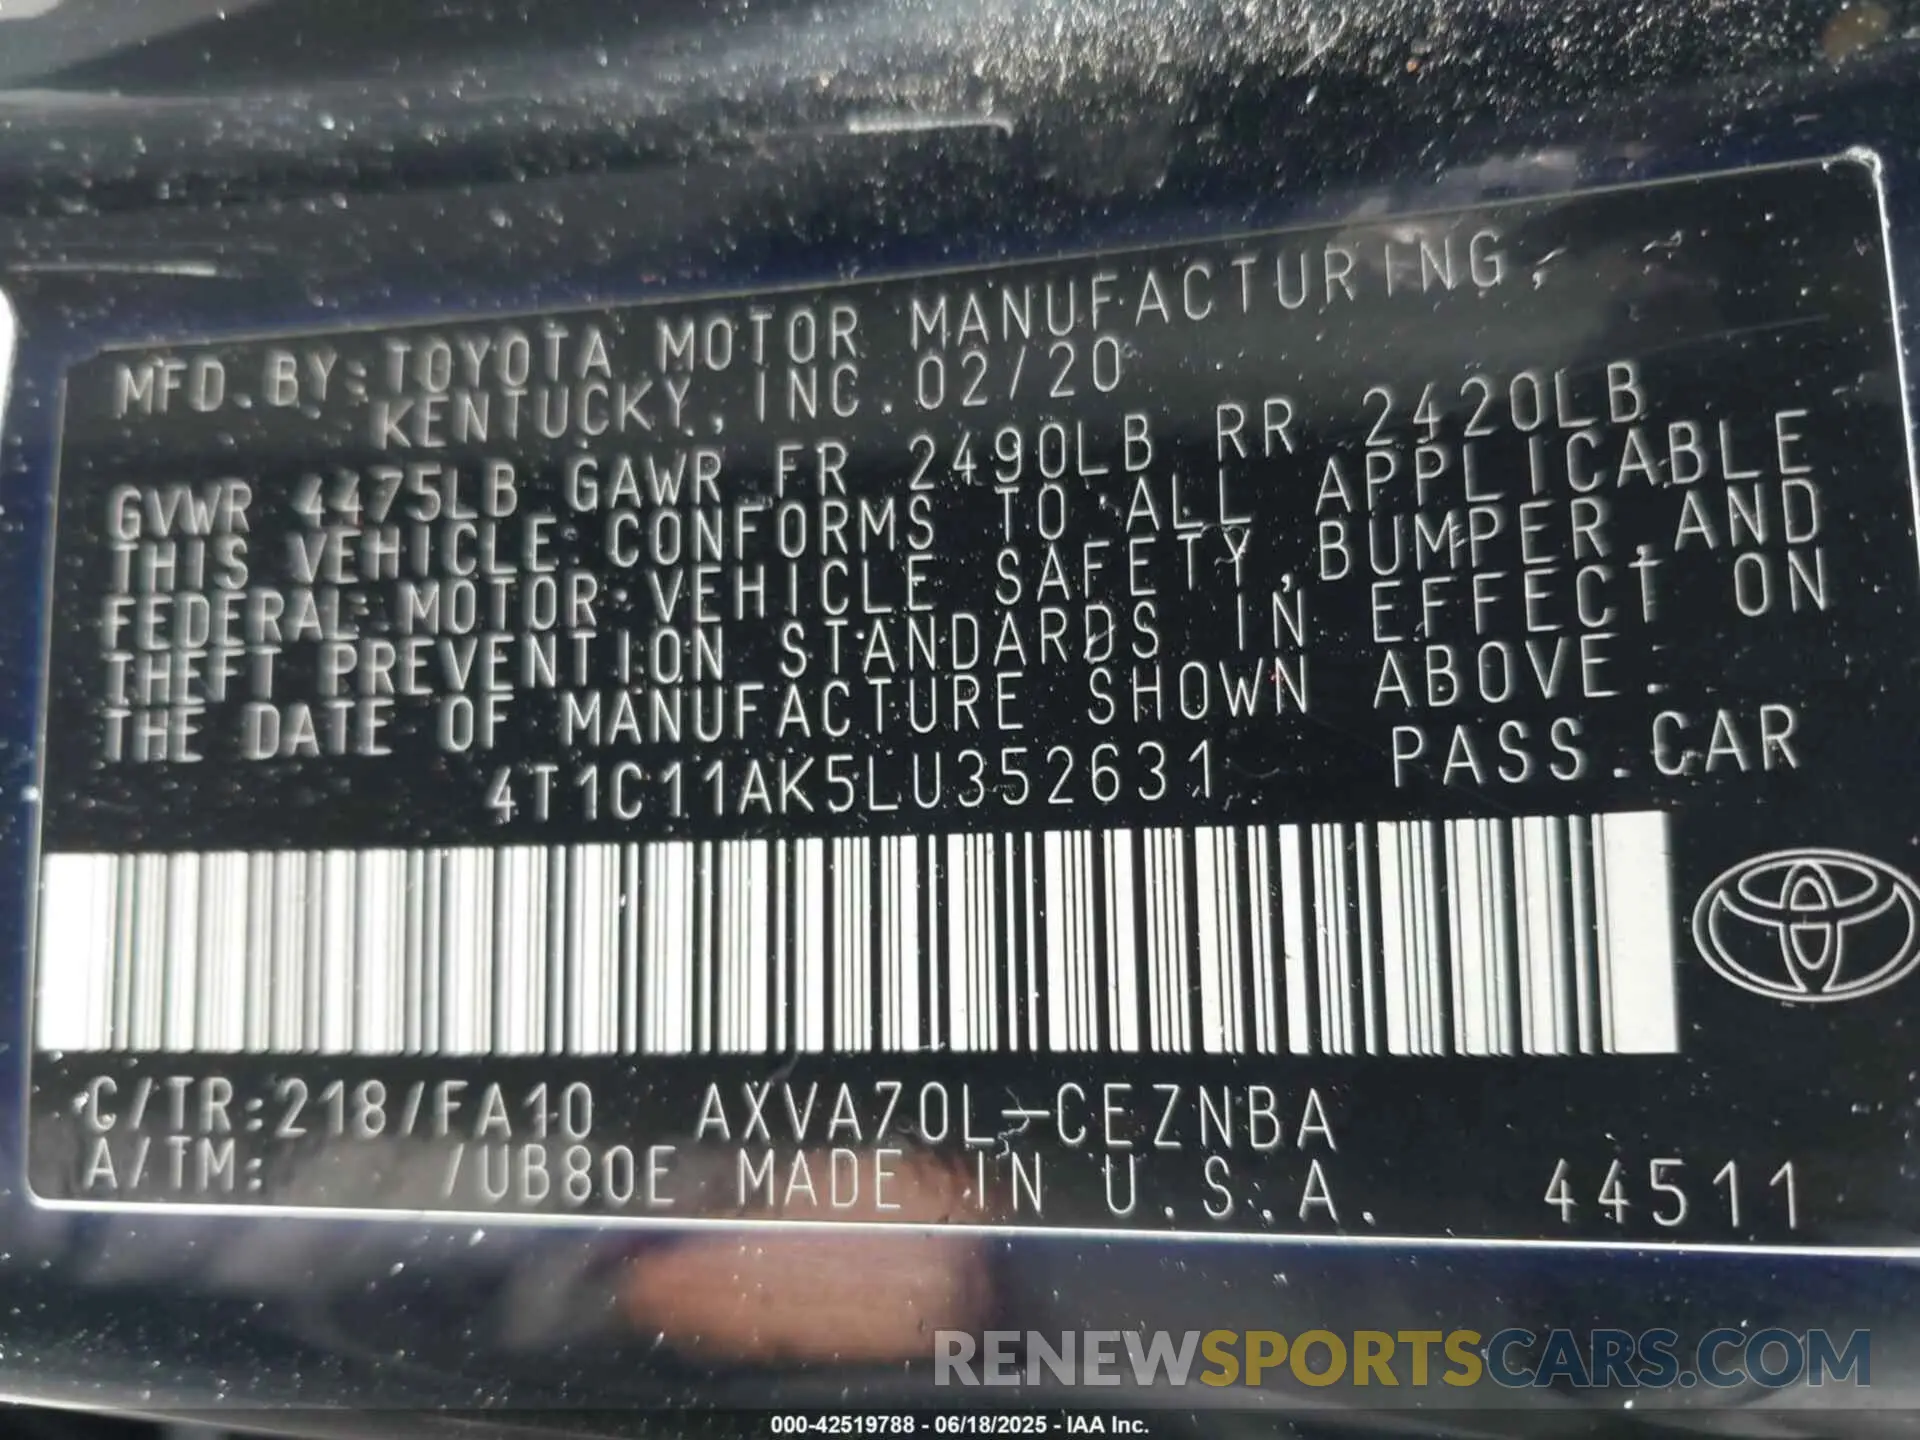 MFD. BY: TOYOTA MOTOR MANUFACTURING,
KENTUCKY, INC. 02/20
GVWR 4475LB GAWR FR 2490LB RR 2420LB
THIS VEHICLE CONFORMS TO ALL APPLICABLE
FEDERAL MOTOR VEHICLE SAFETY, BUMPER, AND
THEFT PREVENTION STANDARDS IN EFFECT ON
THE DATE OF MANUFACTURE SHOWN ABOVE.
4T1C11AK5LU352631 PASS. CAR
C/TR: 218/FA10 AXVA70L-CEZNBA
A/TM: /UB80E MADE IN U.S.A. 44511
RENEWSPORTSCARS.COM
000-42519788 - 06/18/2025 - IAA Inc.